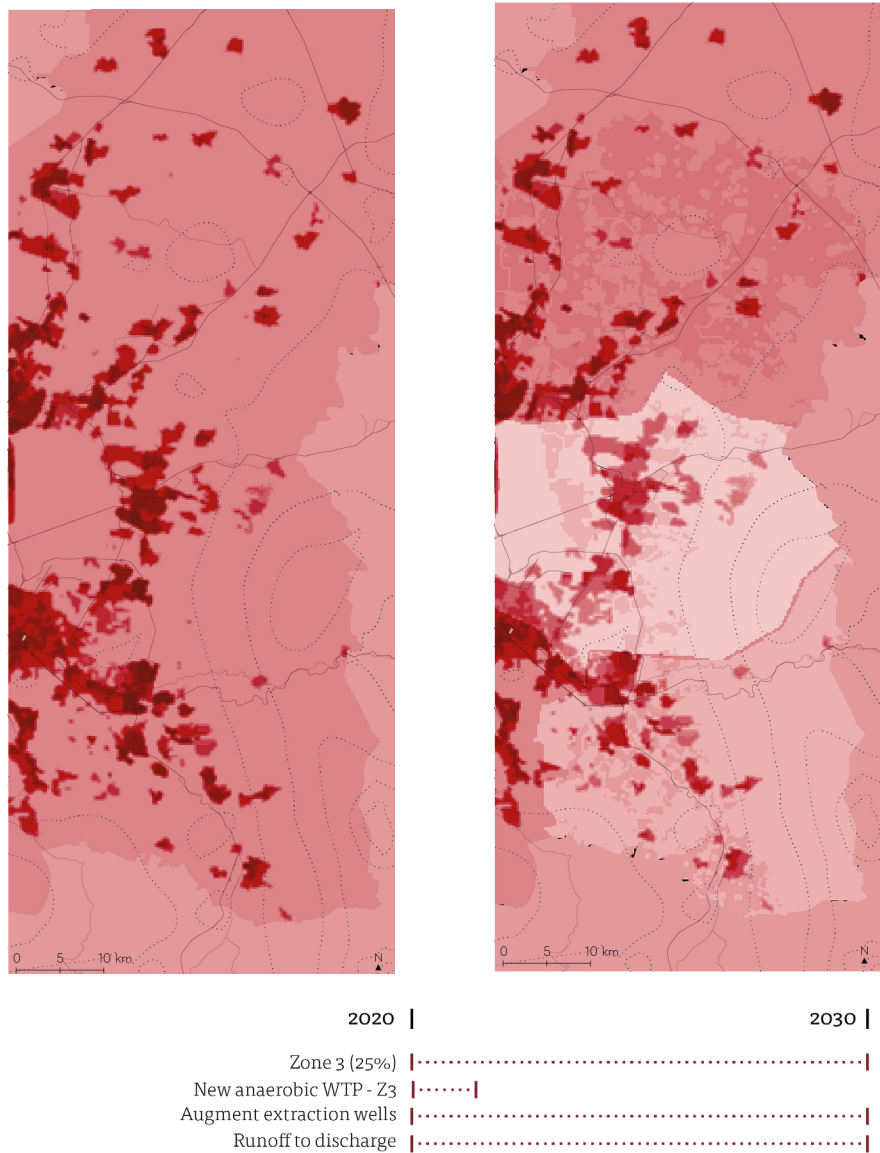 0 5 10 km
N
0 5 10 km
N
2020 2030
Zone 3 (25%)
New anaerobic WTP - Z3
Augment extraction wells
Runoff to discharge